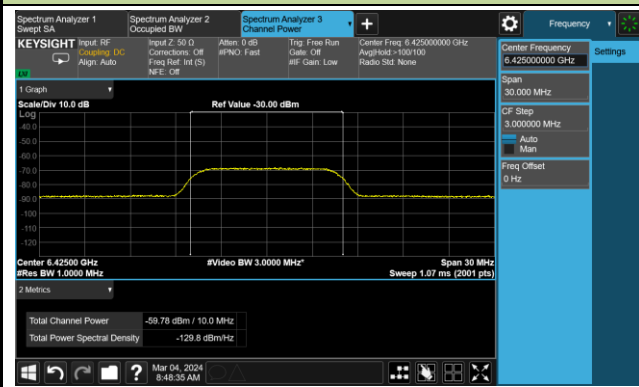 Spectrum Analyzer 1
Swept SA
Spectrum Analyzer 2
Occupied BW
Spectrum Analyzer 3
Channel Power
Frequency
KEYSIGHT
Input: RF
Coupling: DC
Align: Auto
Input Z: 50 Ω
Corrections: Off
Freq Ref: Int (S)
NFE: Off
Atten: 0 dB
#PNO: Fast
Trig: Free Run
Gate: Off
#IF Gain: Low
Center Freq: 6.425000000 GHz
Avg|Hold:>100/100
Radio Std: None
Center Frequency
6.425000000 GHz
Settings
Span
30.000 MHz
CF Step
3.000000 MHz
Auto
Man
Freq Offset
0 Hz
1 Graph
Scale/Div 10.0 dB
Ref Value -30.00 dBm
Log
-40.0
-50.0
-60.0
-70.0
-80.0
-90.0
-100
-110
-120
Center 6.42500 GHz
#Video BW 3.0000 MHz*
Span 30 MHz
#Res BW 1.0000 MHz
Sweep 1.07 ms (2001 pts)
2 Metrics
Total Channel Power
-59.78 dBm / 10.0 MHz
Total Power Spectral Density
-129.8 dBm/Hz
Mar 04, 2024
8:48:35 AM